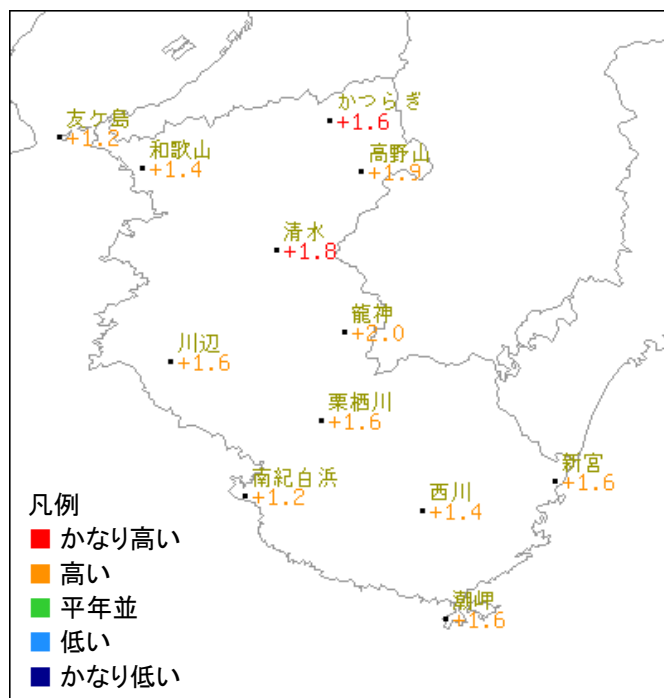 かつらぎ
+1.6
友ケ島
+1.2
和歌山
+1.4
高野山
+1.9
清水
+1.8
龍神
+2.0
川辺
+1.6
栗栖川
+1.6
南紀白浜
+1.2
西川
+1.4
新宮
+1.6
潮岬
+1.6
凡例
かなり高い
高い
平年並
低い
かなり低い